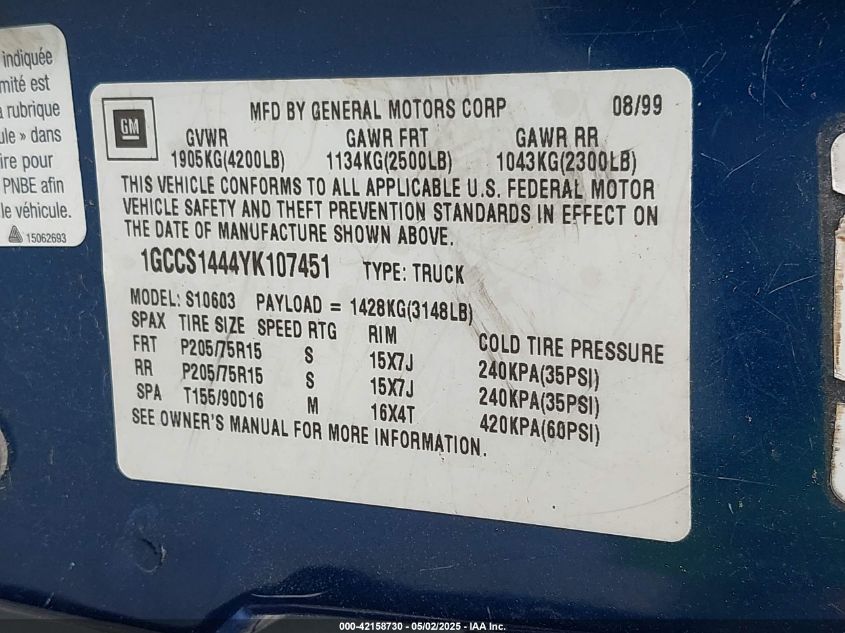 indiquée
mité est
a rubrique
ule » dans
ire pour
PNBE afin
le véhicule.
15062693
GM
MFD BY GENERAL MOTORS CORP 08/99
GVWR GAWR FRT GAWR RR
1905KG(4200LB) 1134KG(2500LB) 1043KG(2300LB)
THIS VEHICLE CONFORMS TO ALL APPLICABLE U.S. FEDERAL MOTOR
VEHICLE SAFETY AND THEFT PREVENTION STANDARDS IN EFFECT ON
THE DATE OF MANUFACTURE SHOWN ABOVE.
1GCCS1444YK107451 TYPE: TRUCK
MODEL: S10603 PAYLOAD = 1428KG(3148LB)
SPAX TIRE SIZE SPEED RTG RIM COLD TIRE PRESSURE
FRT P205/75R15 S 15X7J 240KPA(35PSI)
RR P205/75R15 S 15X7J 240KPA(35PSI)
SPA T155/90D16 M 16X4T 420KPA(60PSI)
SEE OWNER'S MANUAL FOR MORE INFORMATION.
000-42158730 - 05/02/2025 - IAA Inc.